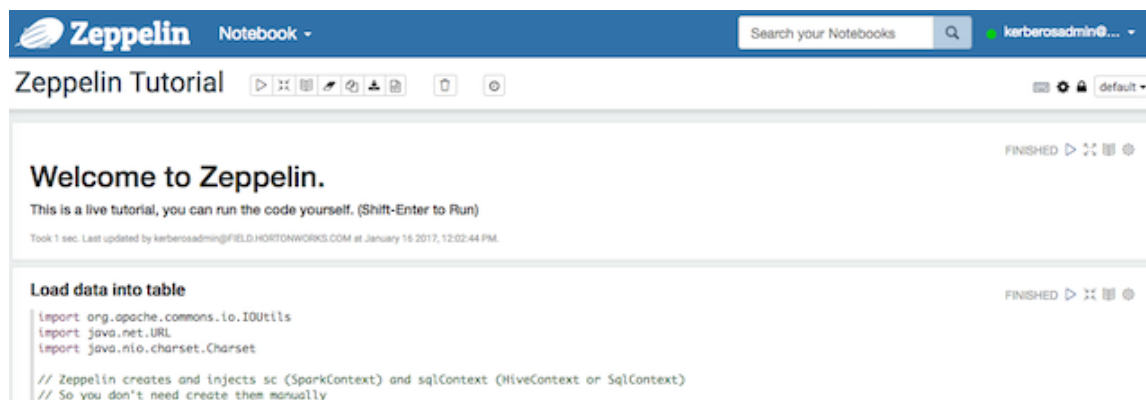 Zeppelin Notebook Search your Notebooks kerberosadmin@...
Zeppelin Tutorial default
FINISHED
Welcome to Zeppelin.
This is a live tutorial, you can run the code yourself. (Shift-Enter to Run)
Took 1 sec. Last updated by kerberosadmin@FIELD.HORTONWORKS.COM at January 16 2017, 12:02:44 PM.
Load data into table
FINISHED
import org.apache.commons.io.IOUtils
import java.net.URL
import java.nio.charset.Charset
// Zeppelin creates and injects sc (SparkContext) and sqlContext (HiveContext or SqlContext)
// So you don't need create them manually